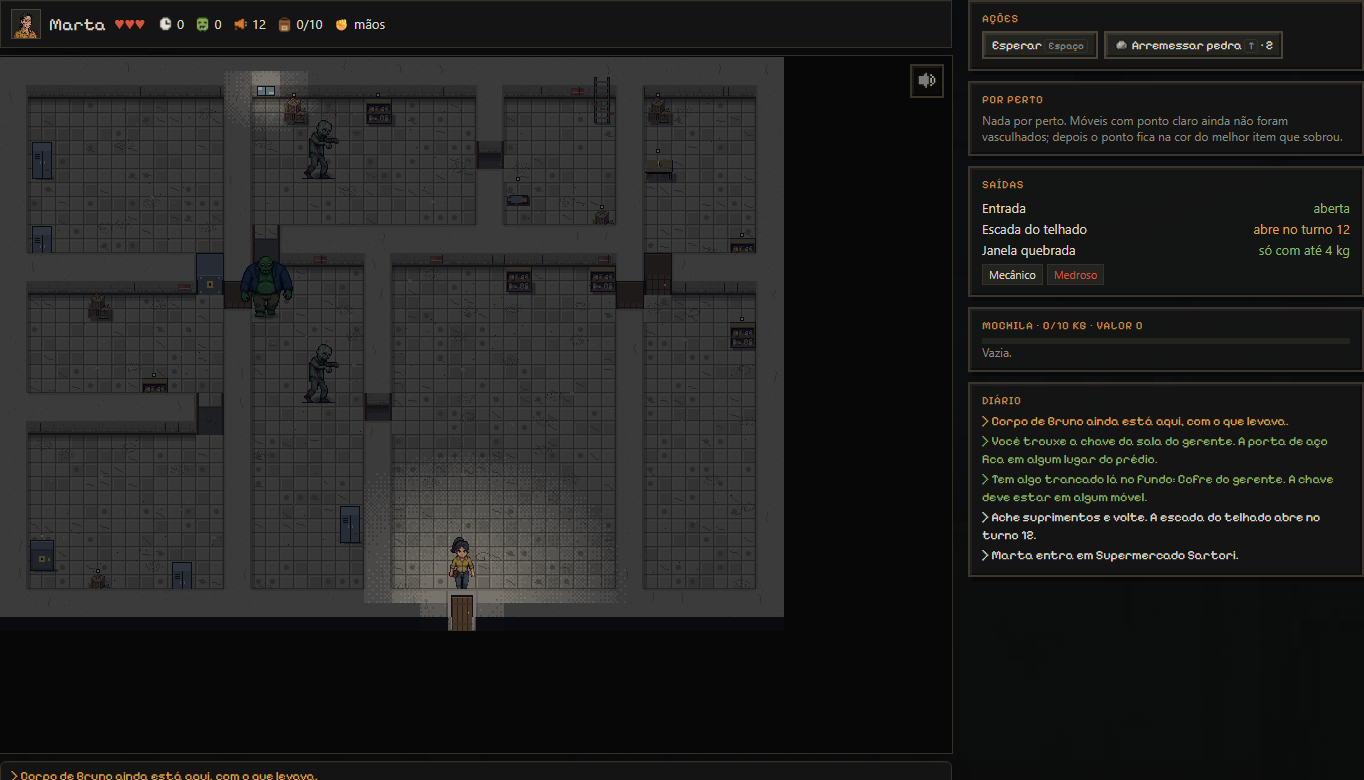 Marta 0 0 12 0/10 mãos
AÇÕES
Esperar Espaço Arremessar pedra T · 2
POR PERTO
Nada por perto. Móveis com ponto claro ainda não foram
vasculhados; depois o ponto fica na cor do melhor item que sobrou.
SAÍDAS
Entrada aberta
Escada do telhado abre no turno 12
Janela quebrada só com até 4 kg
Mecânico Medroso
MOCHILA · 0/10 KG · VALOR 0
Vazia.
DIÁRIO
> Corpo de Bruno ainda está aqui, com o que levava.
> Você trouxe a chave da sala do gerente. A porta de aço
fica em algum lugar do prédio.
> Tem algo trancado lá no fundo: Cofre do gerente. A chave
deve estar em algum móvel.
> Ache suprimentos e volte. A escada do telhado abre no
turno 12.
> Marta entra em Supermercado Sartori.
> Corpo de Bruno ainda está aqui, com o que levava.